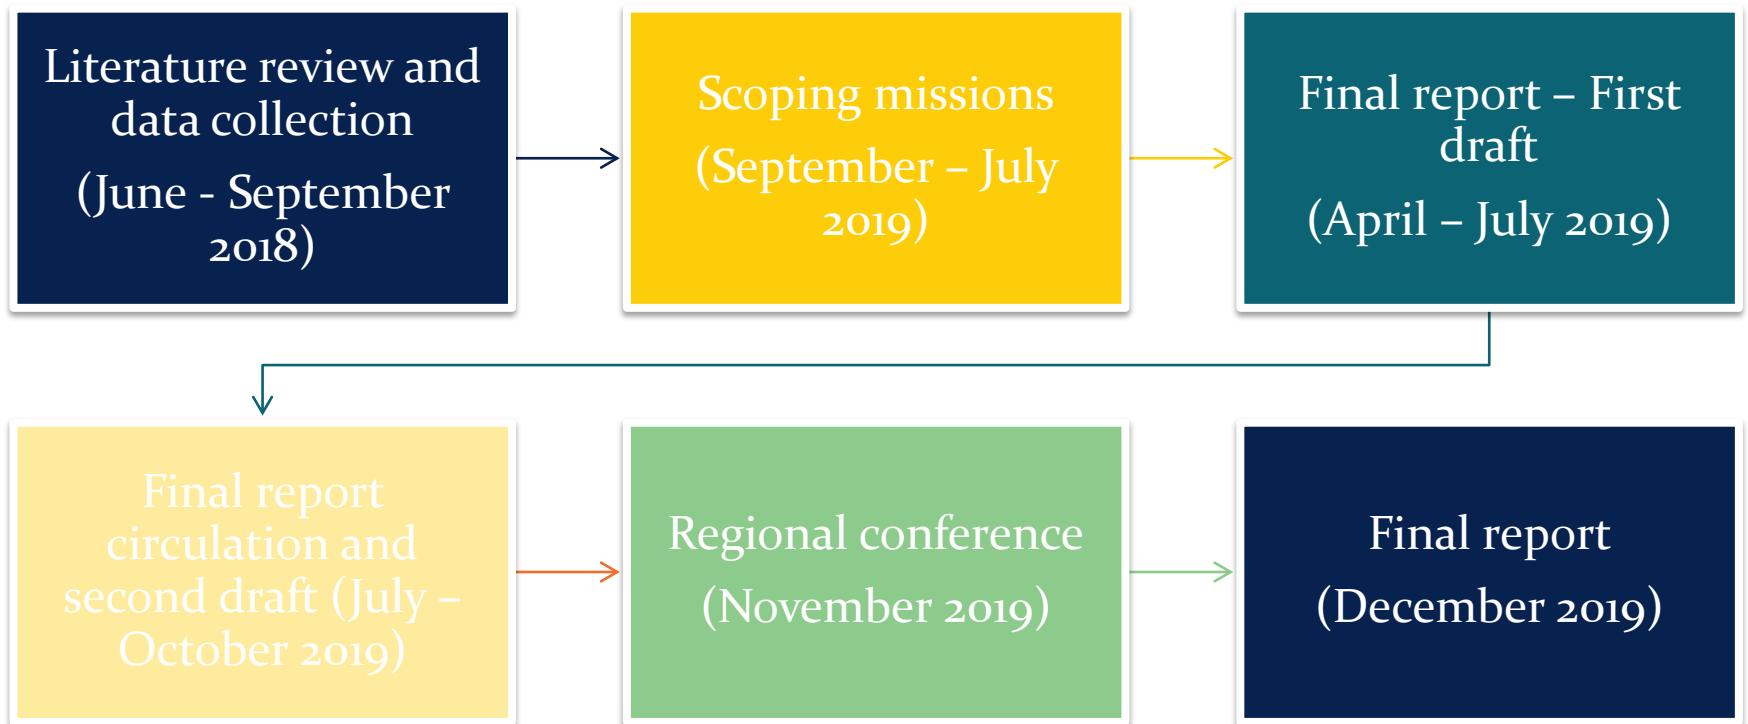 Literature review and
data collection
(June - September
2018)
Scoping missions
(September – July
2019)
Final report – First
draft
(April – July 2019)
Final report
circulation and
second draft (July –
October 2019)
Regional conference
(November 2019)
Final report
(December 2019)